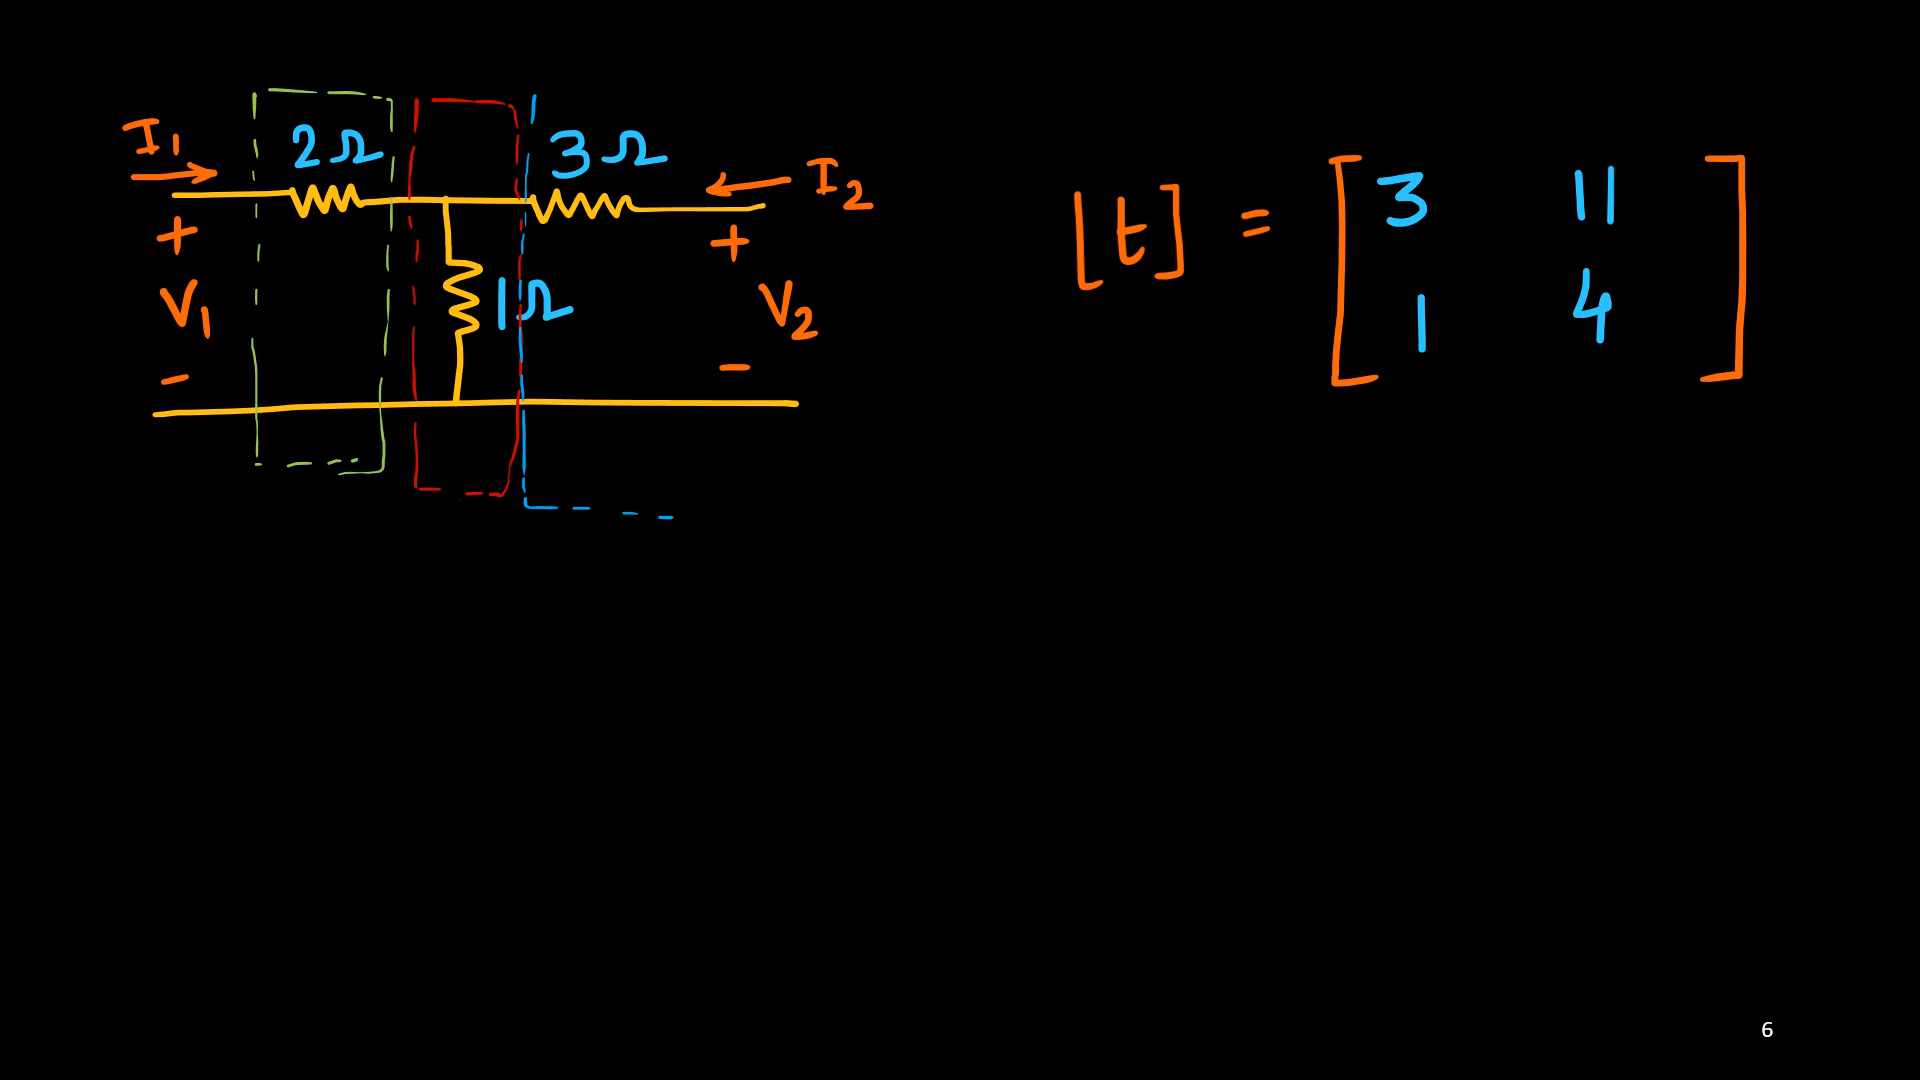 I₁ 2Ω 3Ω I₂
+ +
V₁ 1Ω V₂
- -
[t] = [3 11
1 4]
6